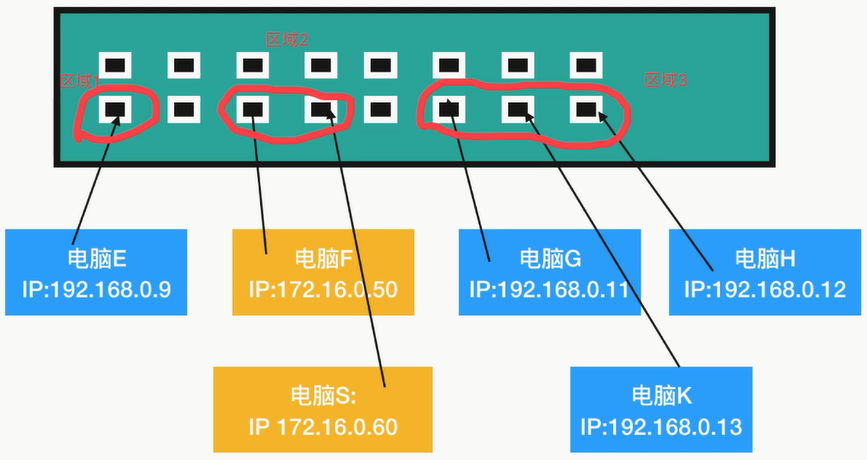 区域2
区域1
区域3
电脑E
IP:192.168.0.9
电脑F
IP:172.16.0.50
电脑G
IP:192.168.0.11
电脑H
IP:192.168.0.12
电脑S:
IP 172.16.0.60
电脑K
IP:192.168.0.13